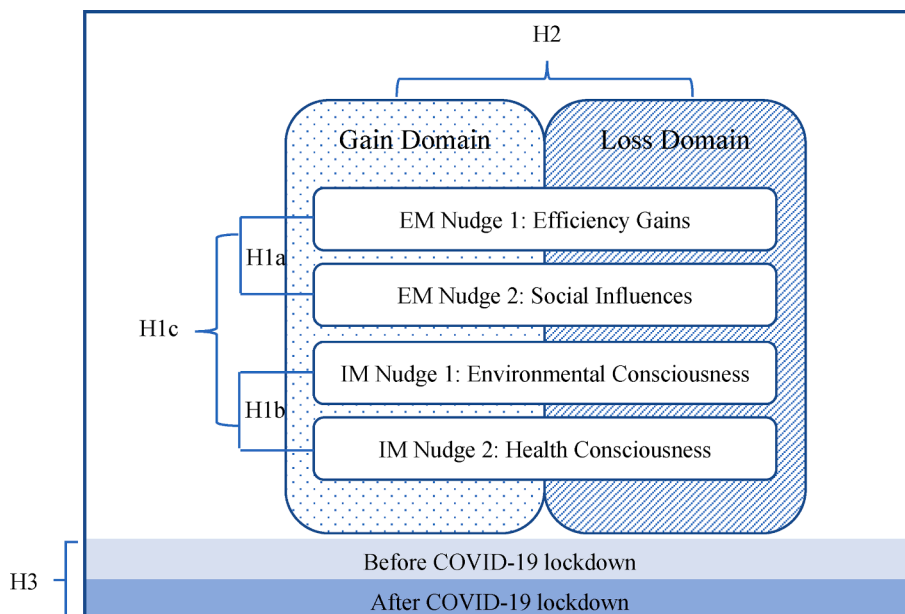 H2
Gain Domain
Loss Domain
EM Nudge 1: Efficiency Gains
H1a
EM Nudge 2: Social Influences
H1c
IM Nudge 1: Environmental Consciousness
H1b
IM Nudge 2: Health Consciousness
Before COVID-19 lockdown
H3
After COVID-19 lockdown